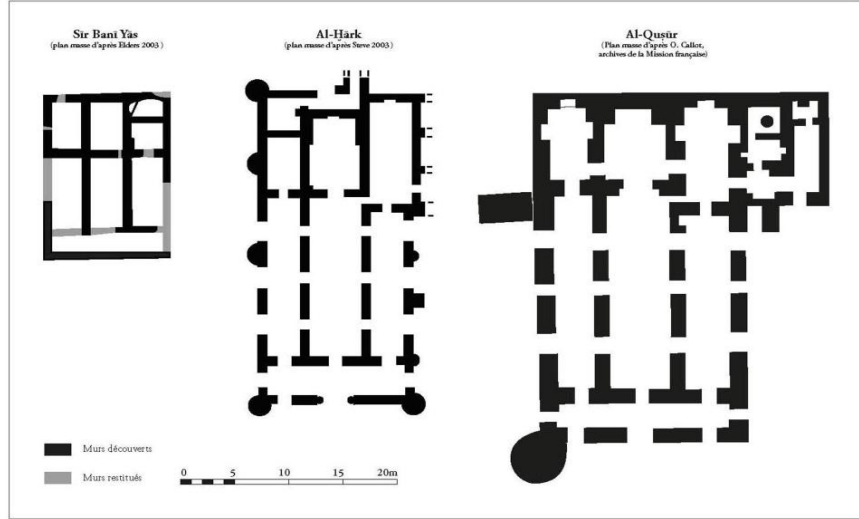 Sīr Banī Yās
(plan masse d'après Elders 2003 )
Al-Ḫārk
(plan masse d'après Steve 2003)
Al-Quṣūr
(Plan masse d'après O. Callot,
archives de la Mission française)
Murs découverts
Murs restitués
0 5 10 15 20m